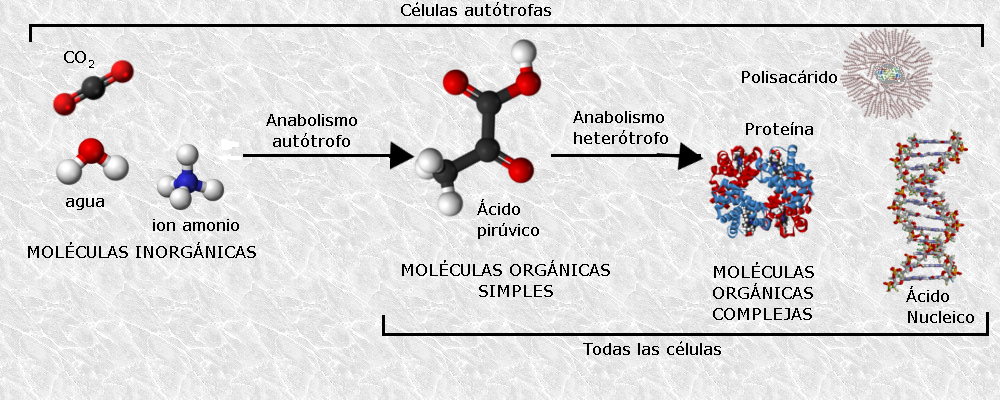 Células autótrofas
CO2
Polisacárido
Anabolismo
autótrofo
Anabolismo
heterótrofo
Proteína
agua
ion amonio
Ácido
pirúvico
MOLÉCULAS INORGÁNICAS
MOLÉCULAS ORGÁNICAS
SIMPLES
MOLÉCULAS
ORGÁNICAS
COMPLEJAS
Ácido
Nucleico
Todas las células